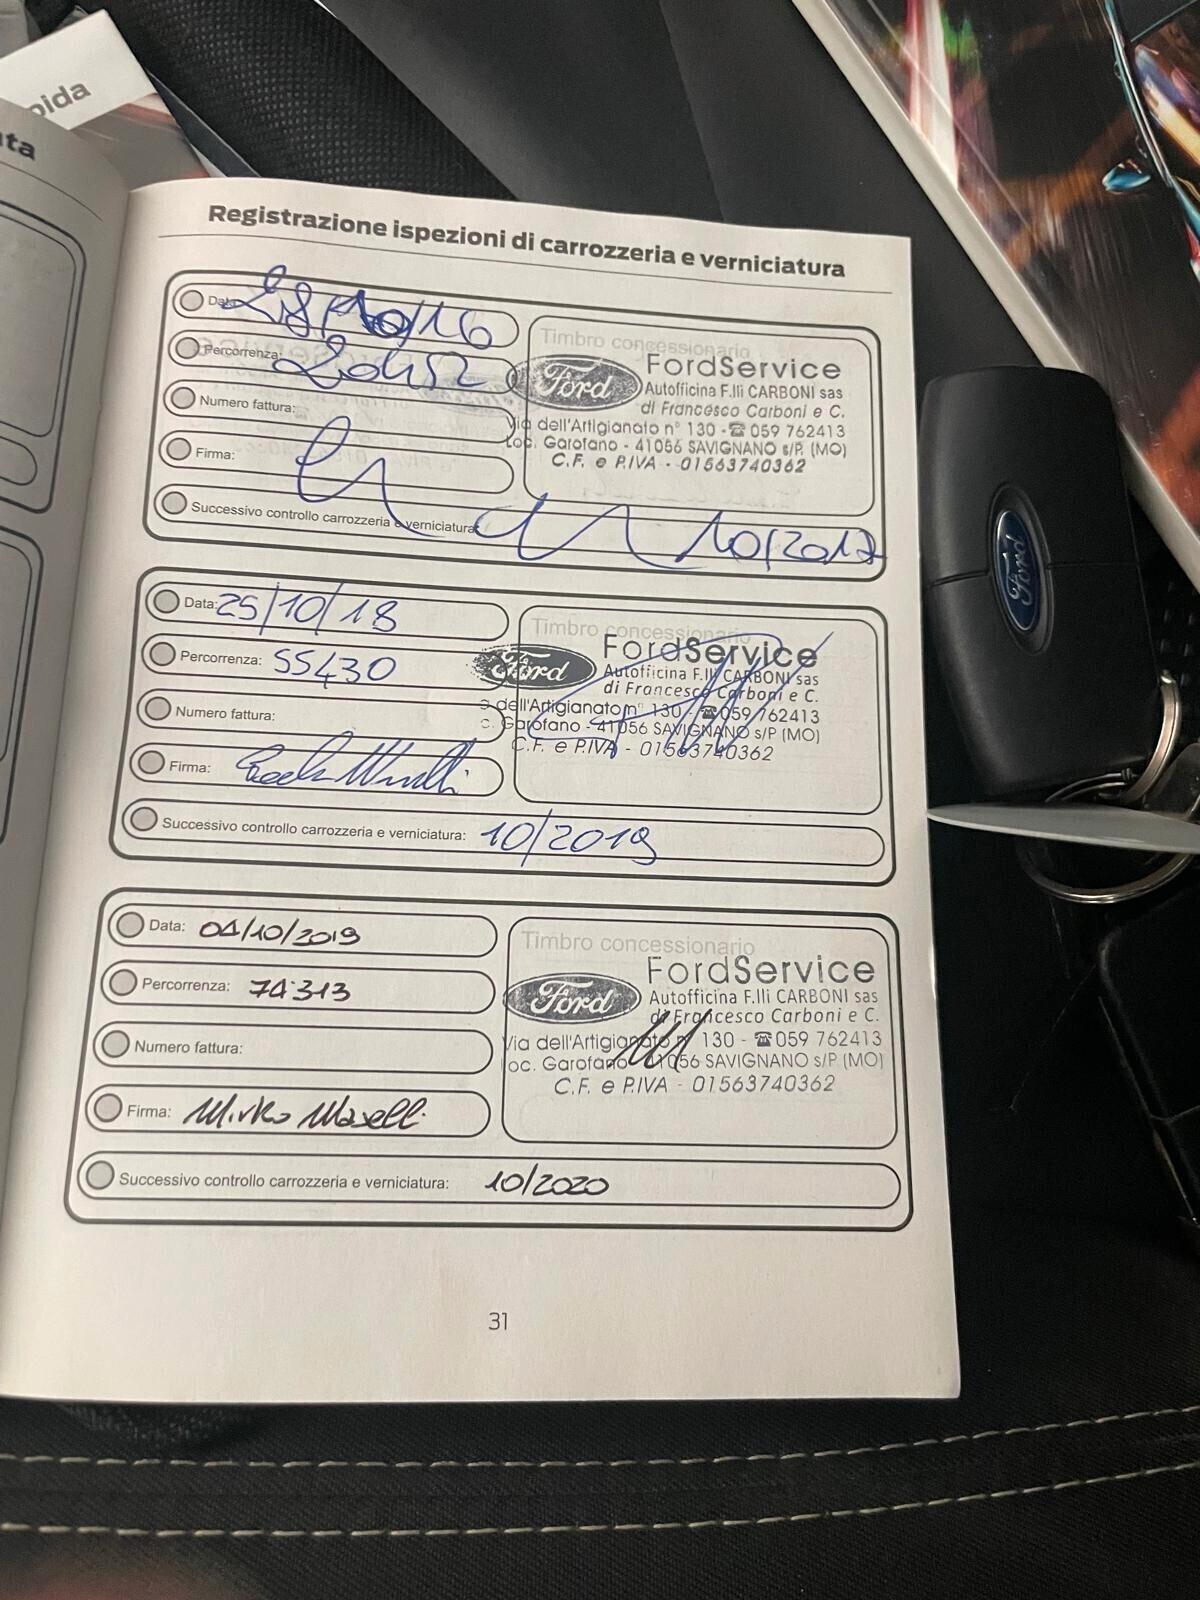 pida
ta
Registrazione ispezioni di carrozzeria e verniciatura
Data:
Percorrenza:
Numero fattura:
Firma:
Successivo controllo carrozzeria e verniciatura: 10/2017
Timbro concessionario
Ford
FordService
Autofficina F.lli CARBONI sas
di Francesco Carboni e C.
Via dell'Artigianato n° 130 - ☎ 059 762413
Loc. Garofano - 41056 SAVIGNANO s/P. (MO)
C.F. e P.IVA - 01563740362
Data: 25/10/18
Percorrenza: 55430
Numero fattura:
Firma:
Successivo controllo carrozzeria e verniciatura: 10/2019
Timbro concessionario
Ford
FordService
Autofficina F.lli CARBONI sas
di Francesco Carboni e C.
dell'Artigianato n° 130 - ☎ 059 762413
c. Garofano - 41056 SAVIGNANO s/P (MO)
C.F. e P.IVA - 01563740362
Data: 04/10/2019
Percorrenza: 74313
Numero fattura:
Firma: Mirko Maselli
Successivo controllo carrozzeria e verniciatura: 10/2020
Timbro concessionario
Ford
FordService
Autofficina F.lli CARBONI sas
di Francesco Carboni e C.
Via dell'Artigianato n° 130 - ☎ 059 762413
oc. Garofano 41056 SAVIGNANO s/P (MO)
C.F. e P.IVA - 01563740362
31
Ford